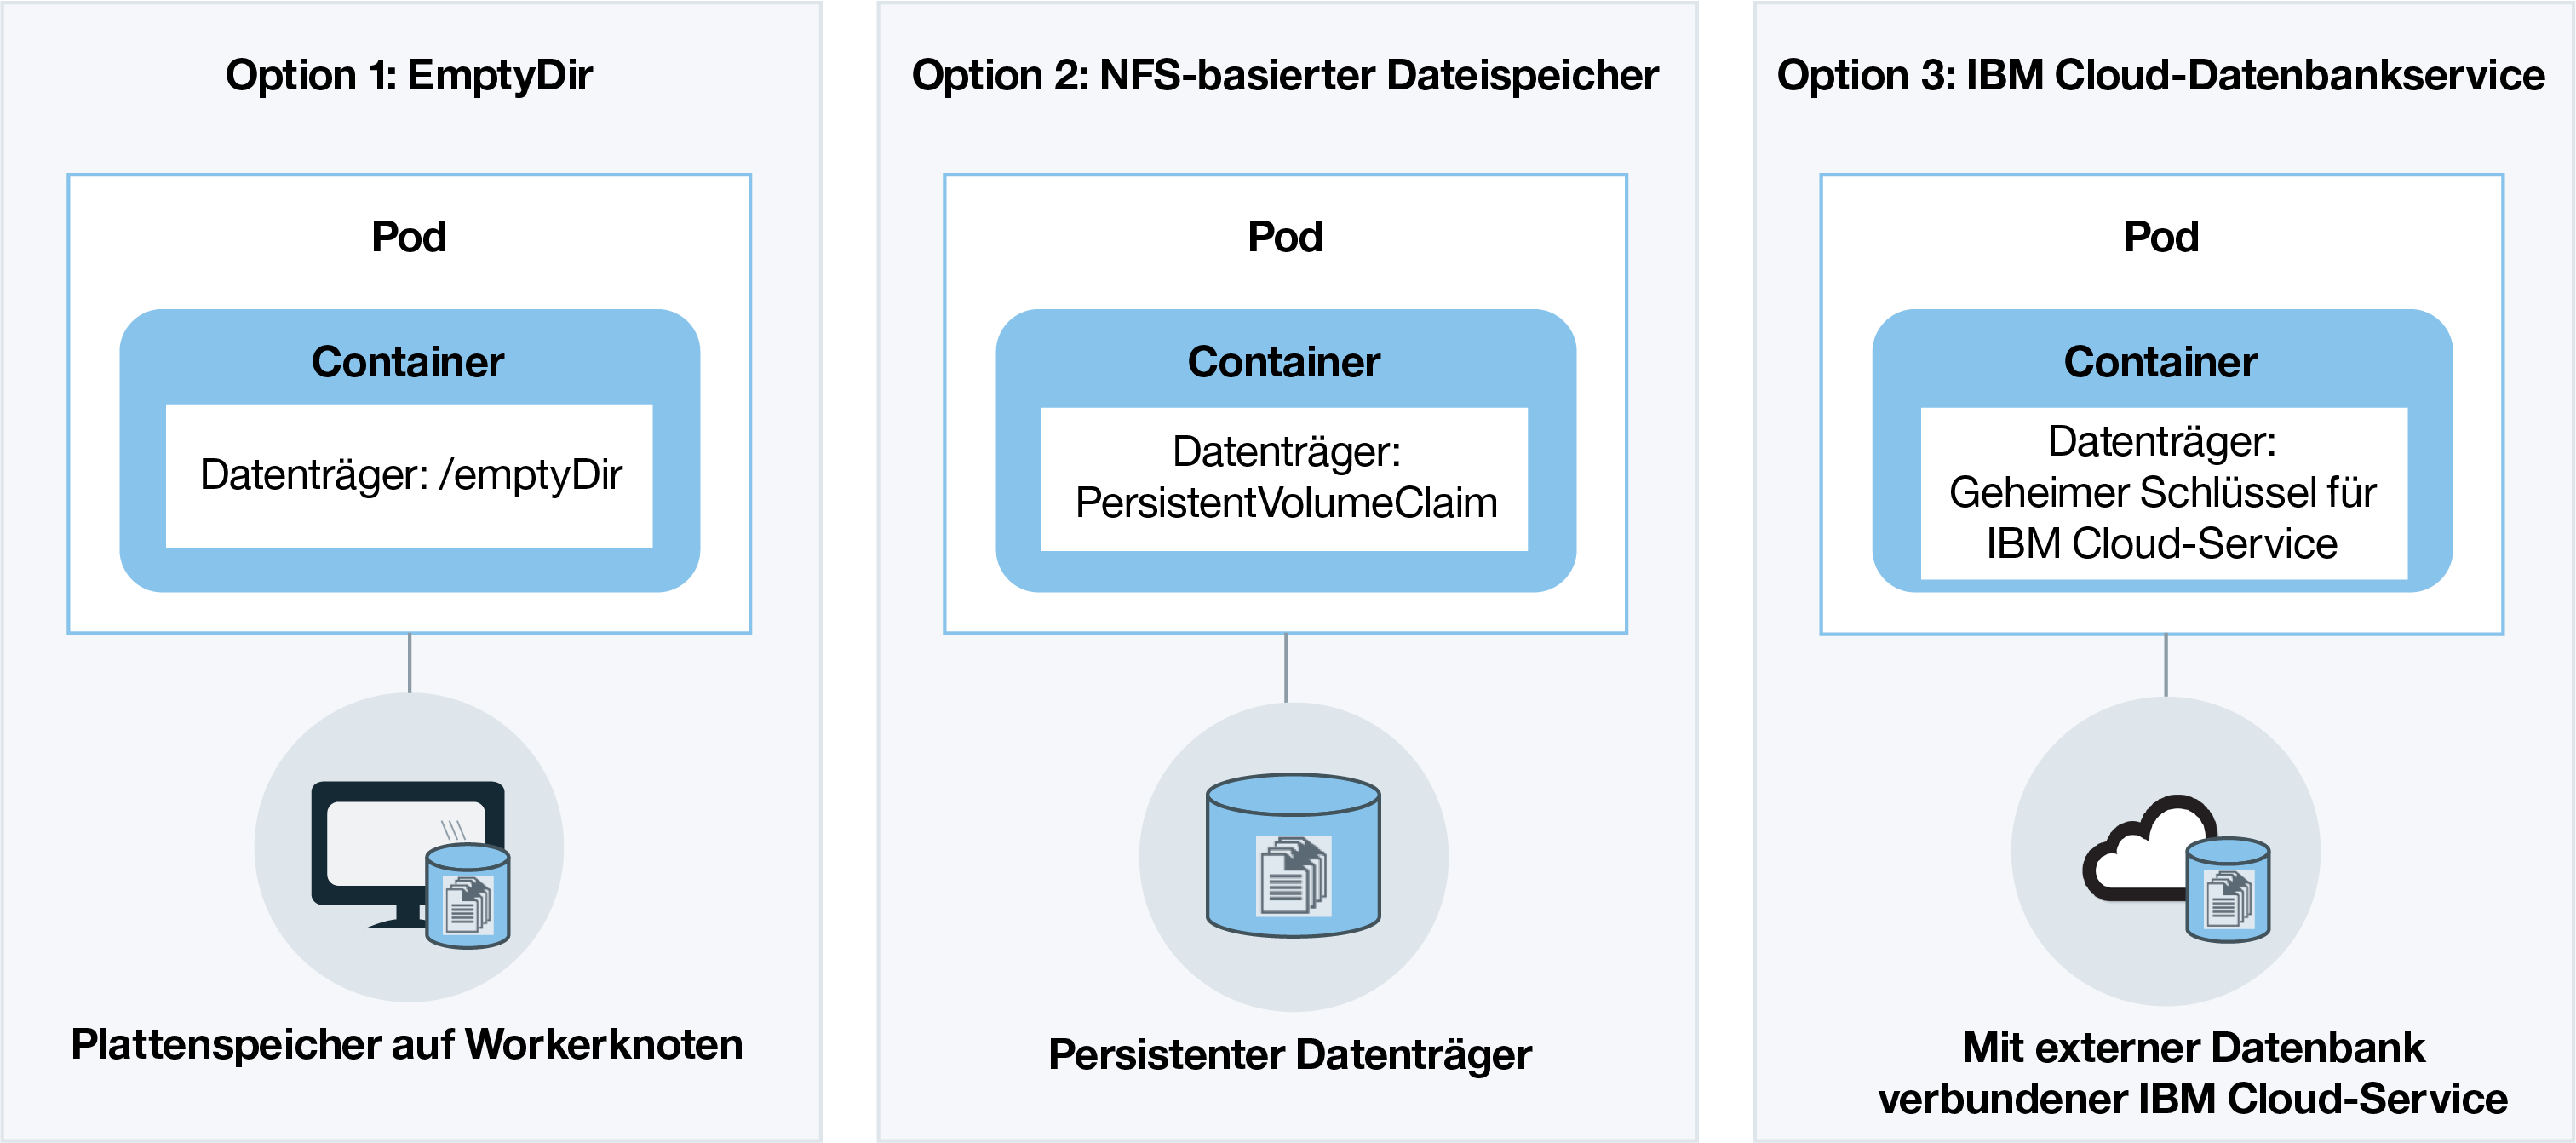 Option 1: EmptyDir
Pod
Container
Datenträger: /emptyDir
Plattenspeicher auf Workerknoten
Option 2: NFS-basierter Dateispeicher
Pod
Container
Datenträger:
PersistentVolumeClaim
Persistenter Datenträger
Option 3: IBM Cloud-Datenbankservice
Pod
Container
Datenträger:
Geheimer Schlüssel für
IBM Cloud-Service
Mit externer Datenbank
verbundener IBM Cloud-Service